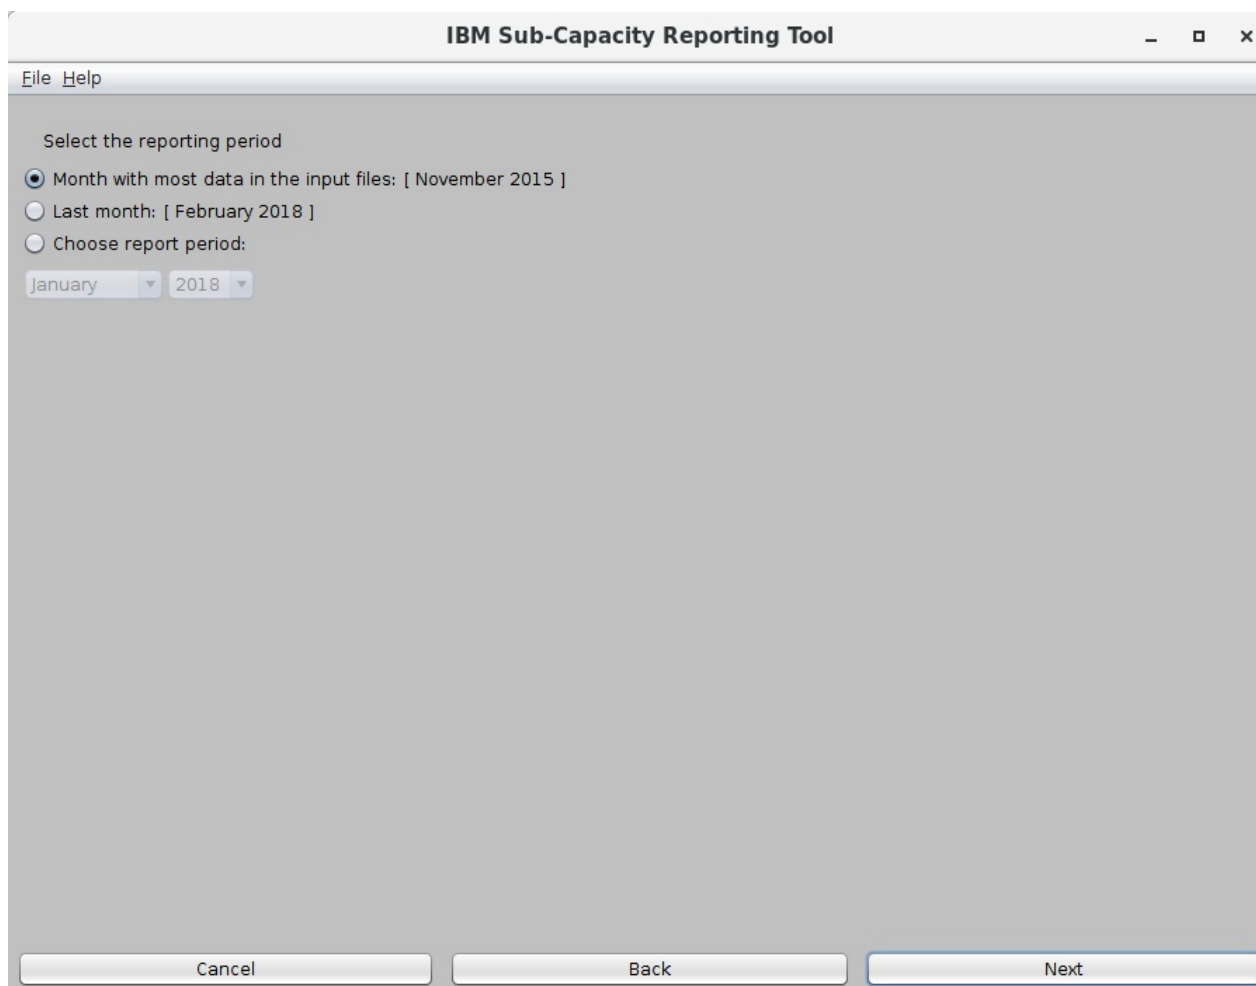 IBM Sub-Capacity Reporting Tool
File Help
Select the reporting period
Month with most data in the input files: [ November 2015 ]
Last month: [ February 2018 ]
Choose report period:
January 2018
Cancel Back Next